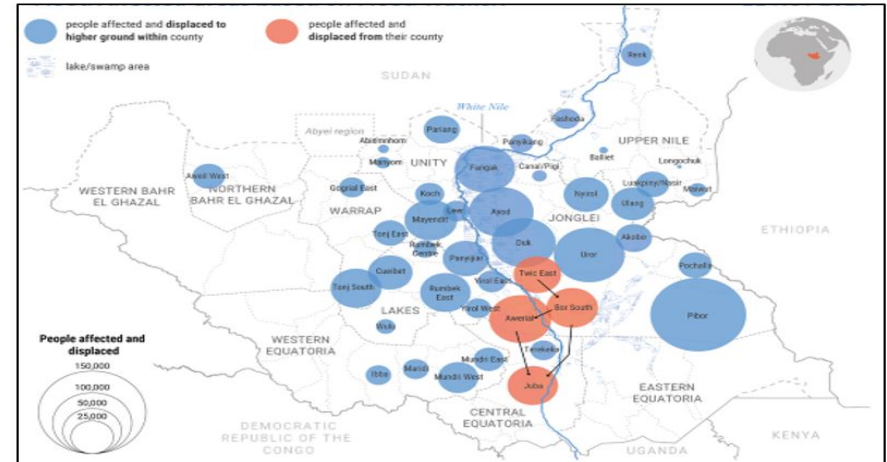 people affected and displaced to
higher ground within county
people affected and
displaced from their county
lake/swamp area
SUDAN
White Nile
Abyei region
Renk
Fashoda
Pariang
Panyikang
Abiemnhom
Mayom
UNITY
Fangak
Canal/Pigi
Baliet
UPPER NILE
Longochuk
Aweil West
NORTHERN
BAHR EL GHAZAL
WESTERN BAHR
EL GHAZAL
Gogrial East
WARRAP
Koch
Leer
Mayendit
Ayod
Nyirol
JONGLEI
Luakpiny/Nasir
Ulang
Maiwut
ETHIOPIA
Tonj East
Rumbek
Centre
Duk
Uror
Akobo
Panyijiar
Twic East
Pochalla
Cueibet
Tonj South
Rumbek
East
Yirol East
Yirol West
Bor South
Awerial
Pibor
LAKES
Wulu
WESTERN
EQUATORIA
Terekeka
Mundri East
Mundri West
Maridi
Ibba
Juba
EASTERN
EQUATORIA
CENTRAL
EQUATORIA
People affected and
displaced
150,000
100,000
50,000
25,000
DEMOCRATIC
REPUBLIC OF THE
CONGO
UGANDA
KENYA